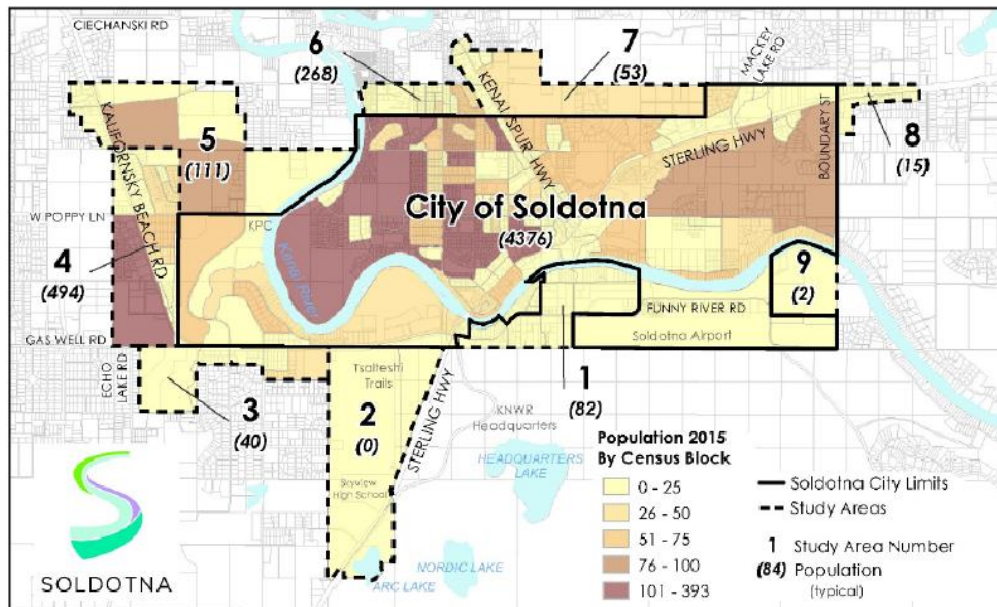 CIECHANSKI RD
6
(268)
7
(53)
MACKEY
LAKE RD
KENAI SPUR HWY
KALIFORNSKY BEACH RD
5
(111)
STERLING HWY
BOUNDARY ST
8
(15)
W POPPY LN
KPC
City of Soldotna
(4376)
4
(494)
Kenai River
9
(2)
FUNNY RIVER RD
GAS WELL RD
Soldotna Airport
ECHO
LAKE RD
Tsalteshi
Trails
1
(82)
3
(40)
2
(0)
STERLING HWY
KNWR
Headquarters
HEADQUARTERS
LAKE
Skyview
High School
NORDIC LAKE
ARC LAKE
SOLDOTNA
Population 2015
By Census Block
0 - 25
26 - 50
51 - 75
76 - 100
101 - 393
Soldotna City Limits
Study Areas
1 Study Area Number
(84) Population
(typical)